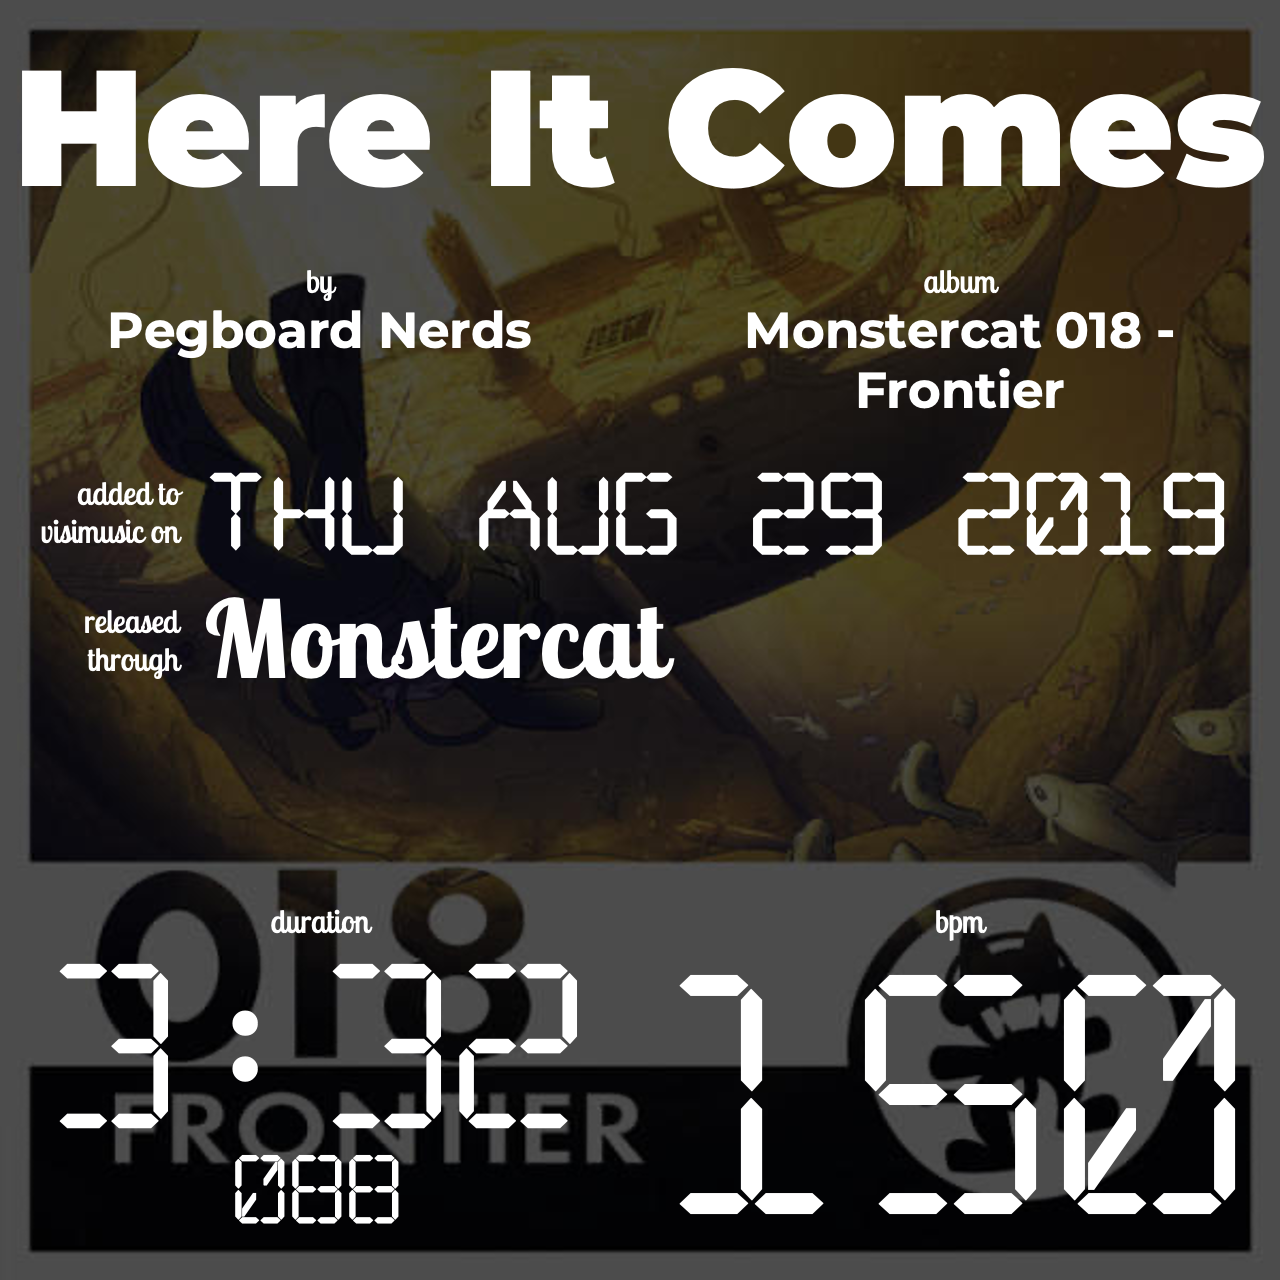 Here It Comes
by
Pegboard Nerds
album
Monstercat 018 -
Frontier
added to
visimusic on
THU AUG 29 2019
released
through
Monstercat
018
FRONTIER
duration
3:32
088
bpm
150